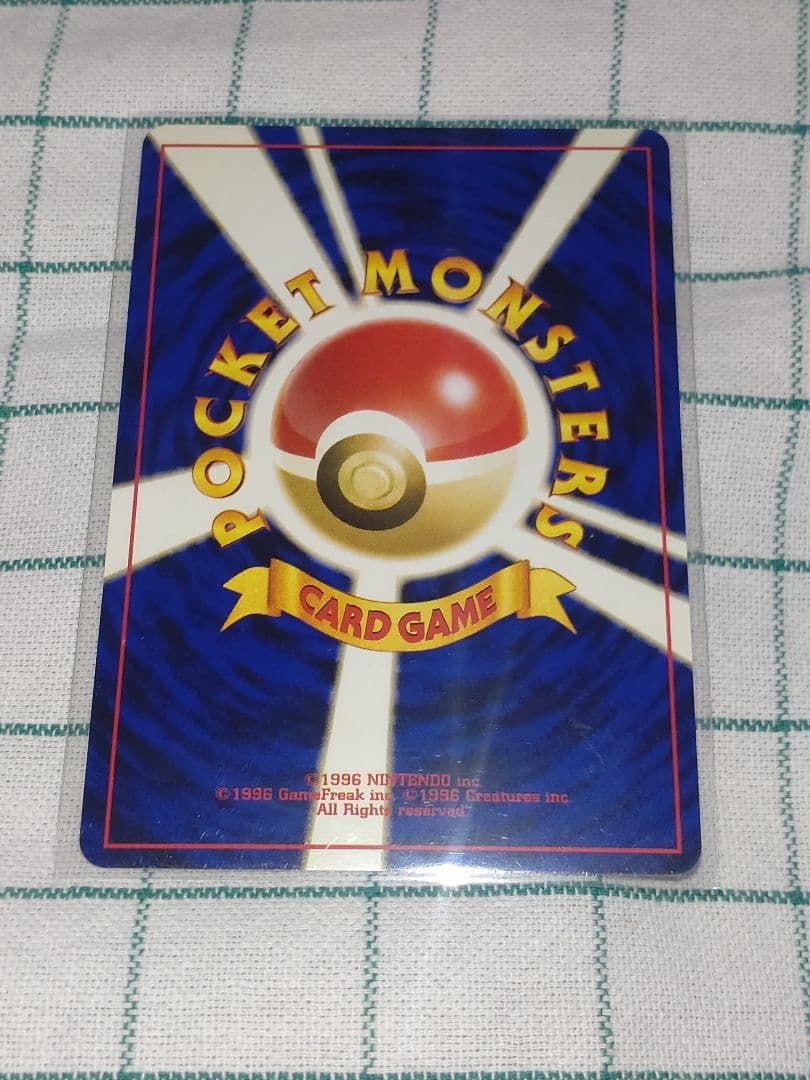 POCKET MONSTERS
CARD GAME
©1996 NINTENDO inc.
©1996 GameFreak inc. ©1996 Creatures inc.
All Rights reserved.